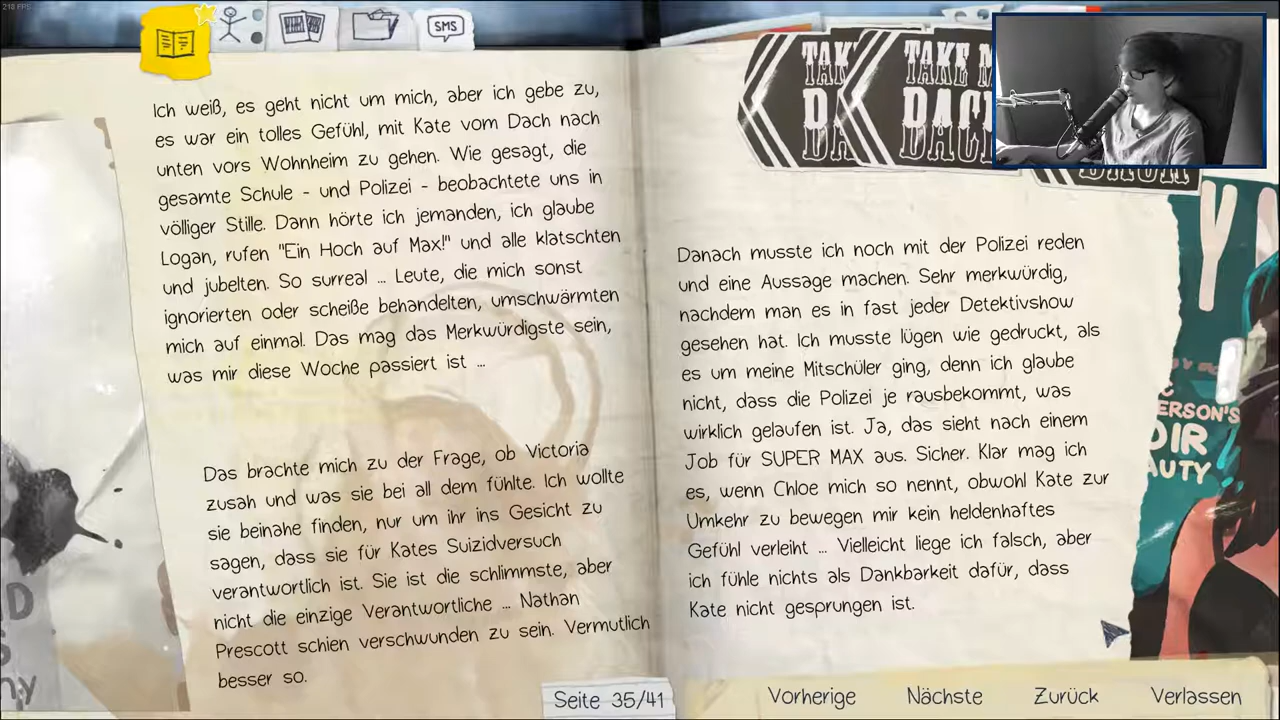 210 FPS
SMS
Ich weiß, es geht nicht um mich, aber ich gebe zu,
es war ein tolles Gefühl, mit Kate vom Dach nach
unten vors Wohnheim zu gehen. Wie gesagt, die
gesamte Schule - und Polizei - beobachtete uns in
völliger Stille. Dann hörte ich jemanden, ich glaube
Logan, rufen "Ein Hoch auf Max!" und alle klatschten
und jubelten. So surreal ... Leute, die mich sonst
ignorierten oder scheiße behandelten, umschwärmten
mich auf einmal. Das mag das Merkwürdigste sein,
was mir diese Woche passiert ist ...
Das brachte mich zu der Frage, ob Victoria
zusah und was sie bei all dem fühlte. Ich wollte
sie beinahe finden, nur um ihr ins Gesicht zu
sagen, dass sie für Kates Suizidversuch
verantwortlich ist. Sie ist die schlimmste, aber
nicht die einzige Verantwortliche ... Nathan
Prescott schien verschwunden zu sein. Vermutlich
besser so.
TAK
DA
TAKE M
DACH
Danach musste ich noch mit der Polizei reden
und eine Aussage machen. Sehr merkwürdig,
nachdem man es in fast jeder Detektivshow
gesehen hat. Ich musste lügen wie gedruckt, als
es um meine Mitschüler ging, denn ich glaube
nicht, dass die Polizei je rausbekommt, was
wirklich gelaufen ist. Ja, das sieht nach einem
Job für SUPER MAX aus. Sicher. Klar mag ich
es, wenn Chloe mich so nennt, obwohl Kate zur
Umkehr zu bewegen mir kein heldenhaftes
Gefühl verleiht ... Vielleicht liege ich falsch, aber
ich fühle nichts als Dankbarkeit dafür, dass
Kate nicht gesprungen ist.
ERSON'S
OIR
AUTY
Seite 35/41
Vorherige Nächste Zurück Verlassen